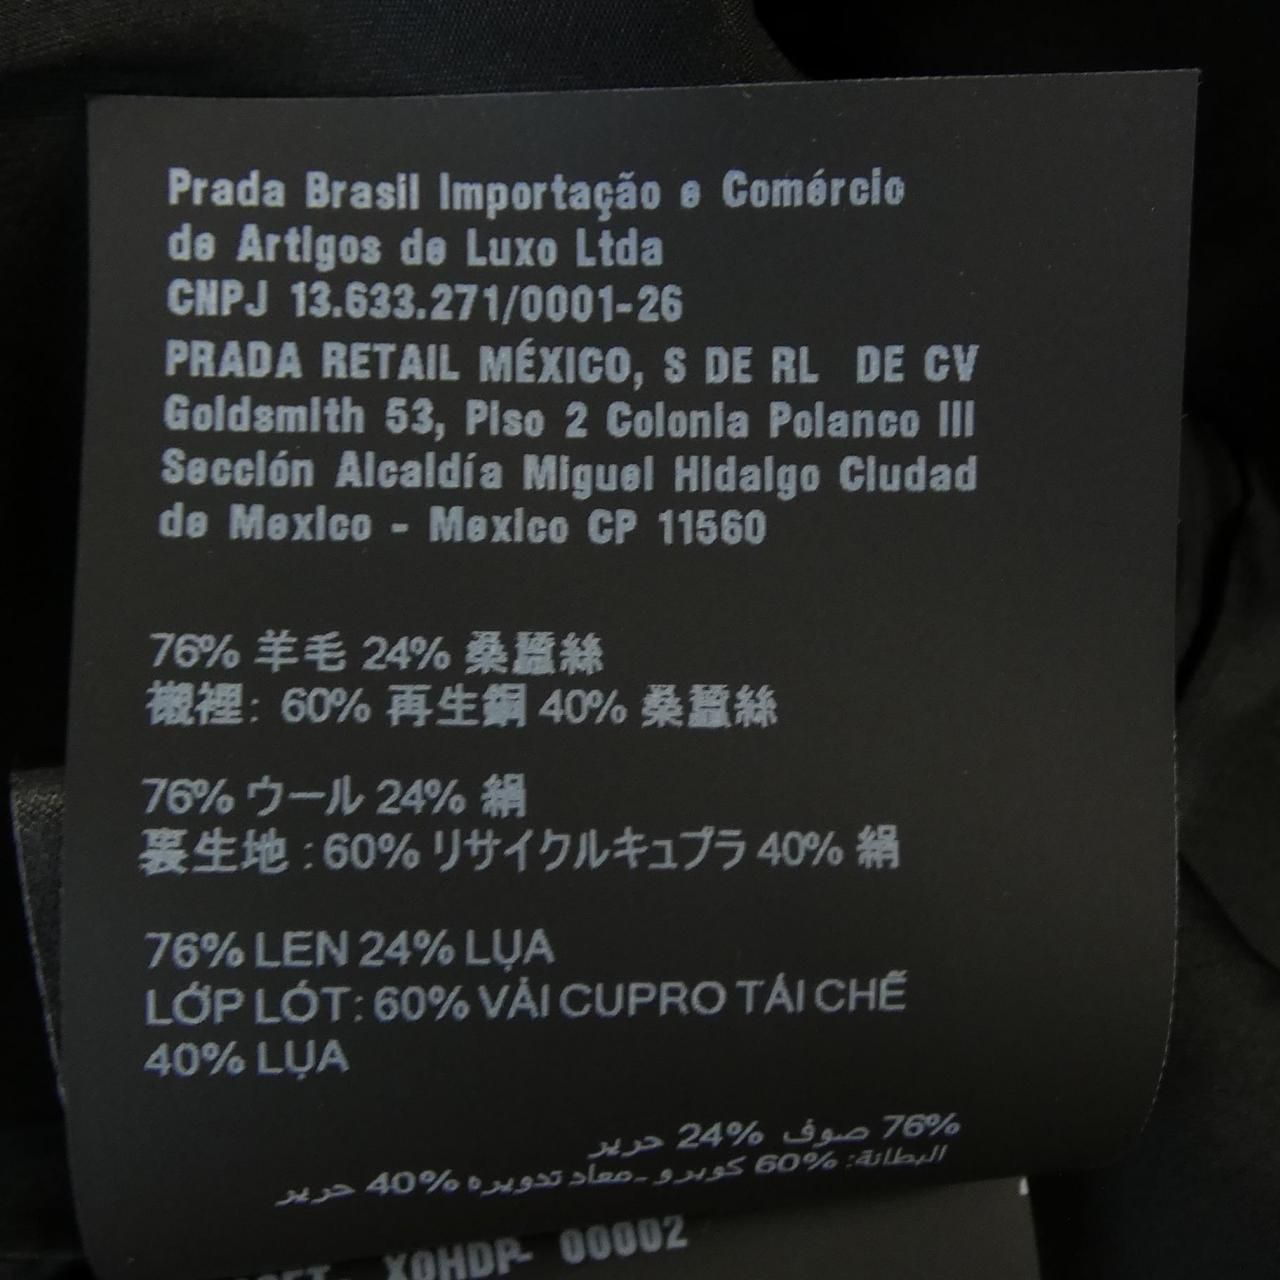 Prada Brasil Importação e Comércio
de Artigos de Luxo Ltda
CNPJ 13.633.271/0001-26
PRADA RETAIL MÉXICO, S DE RL DE CV
Goldsmith 53, Piso 2 Colonia Polanco III
Sección Alcaldía Miguel Hidalgo Ciudad
de Mexico - Mexico CP 11560
76% 羊毛 24% 桑蠶絲
襯裡: 60% 再生銅 40% 桑蠶絲
76% ウール 24% 絹
裏生地 : 60% リサイクルキュプラ 40% 絹
76% LEN 24% LỤA
LỚP LÓT: 60% VẢI CUPRO TÁI CHẾ
40% LỤA
76% صوف 24% حرير
البطانة: 60% كوبرو -معاد تدويره 40% حرير
X0HDP- 00002